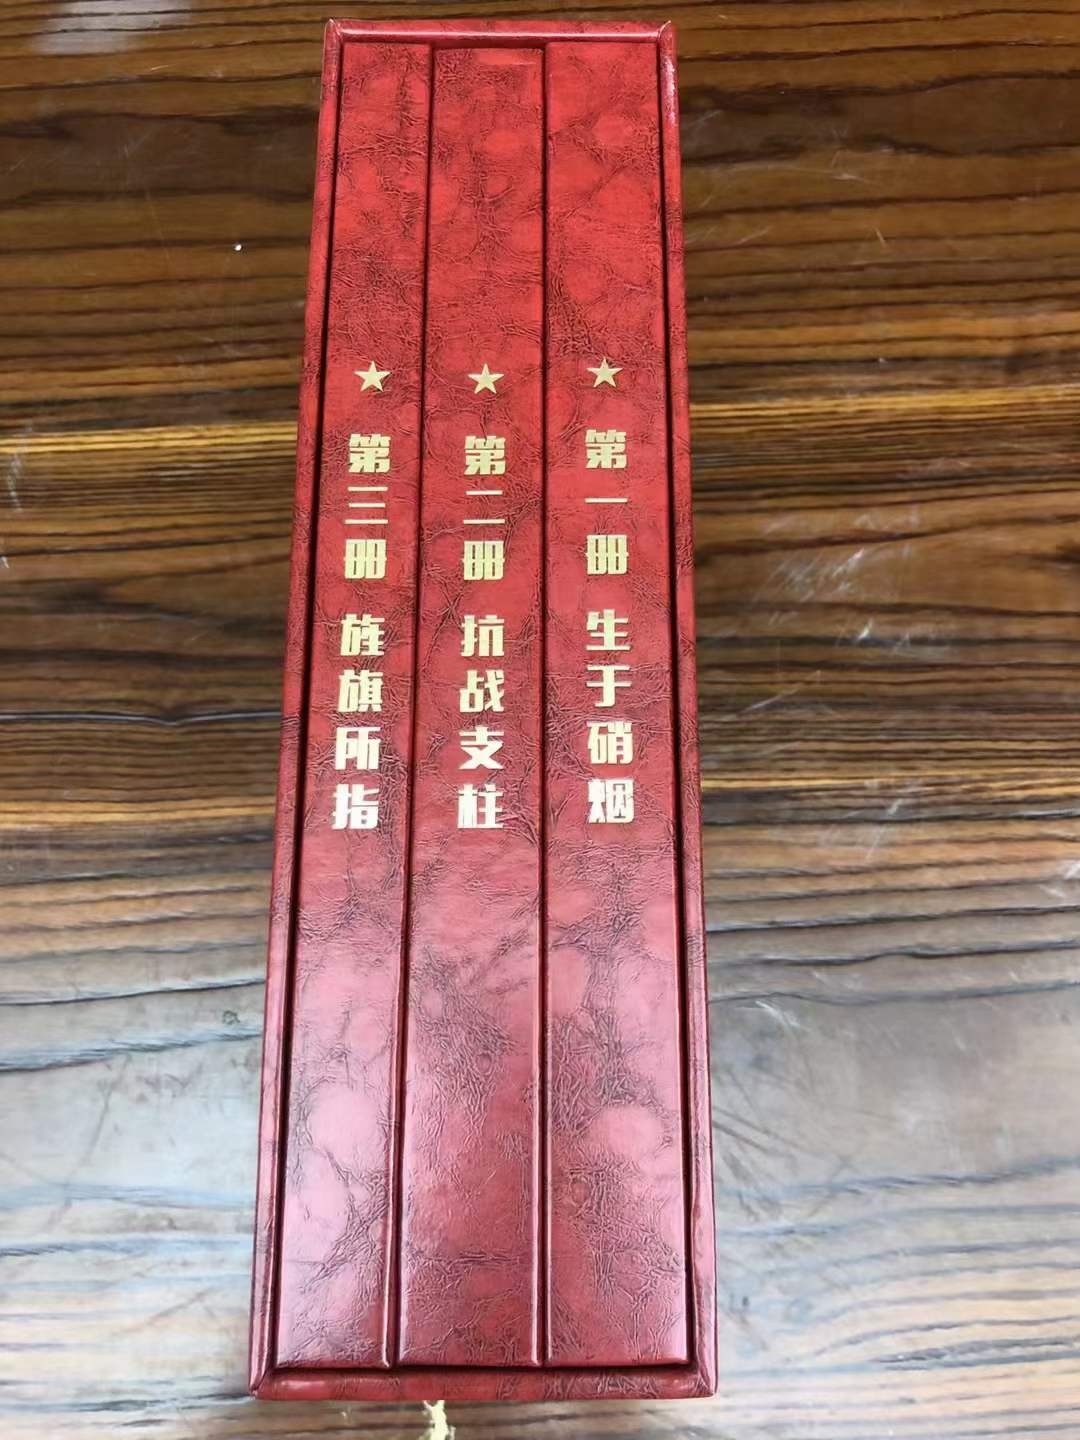 第一册 生于硝烟
第二册 抗战支柱
第三册 旌旗所指